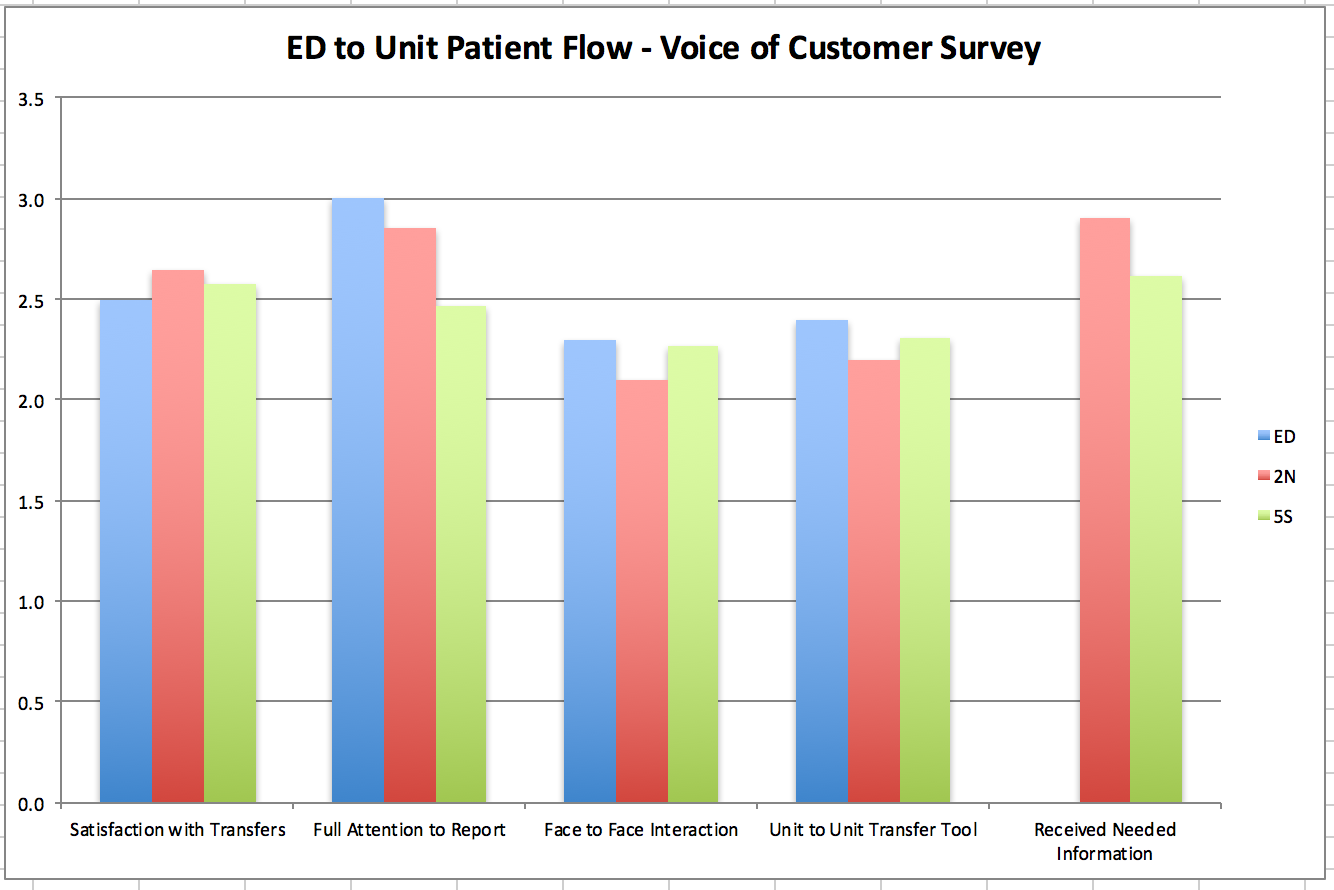 ED to Unit Patient Flow - Voice of Customer Survey
3.5
3.0
2.5
2.0
1.5
1.0
0.5
0.0
Satisfaction with Transfers
Full Attention to Report
Face to Face Interaction
Unit to Unit Transfer Tool
Received Needed
Information
ED
2N
5S